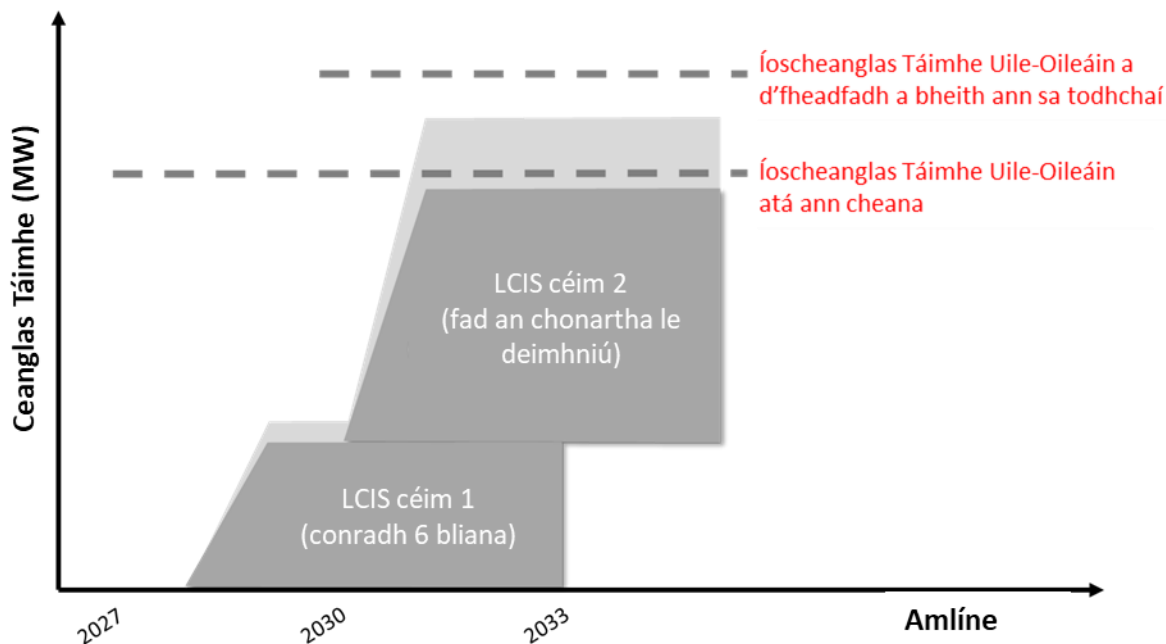 Íoscheanglas Táimhe Uile-Oileáin a
d'fheadfadh a bheith ann sa todhchaí
Íoscheanglas Táimhe Uile-Oileáin
atá ann cheana
Ceanglas Táimhe (MW)
LCIS céim 2
(fad an chonartha le
deimhniú)
LCIS céim 1
(conradh 6 bliana)
2027
2030
2033
Amlíne